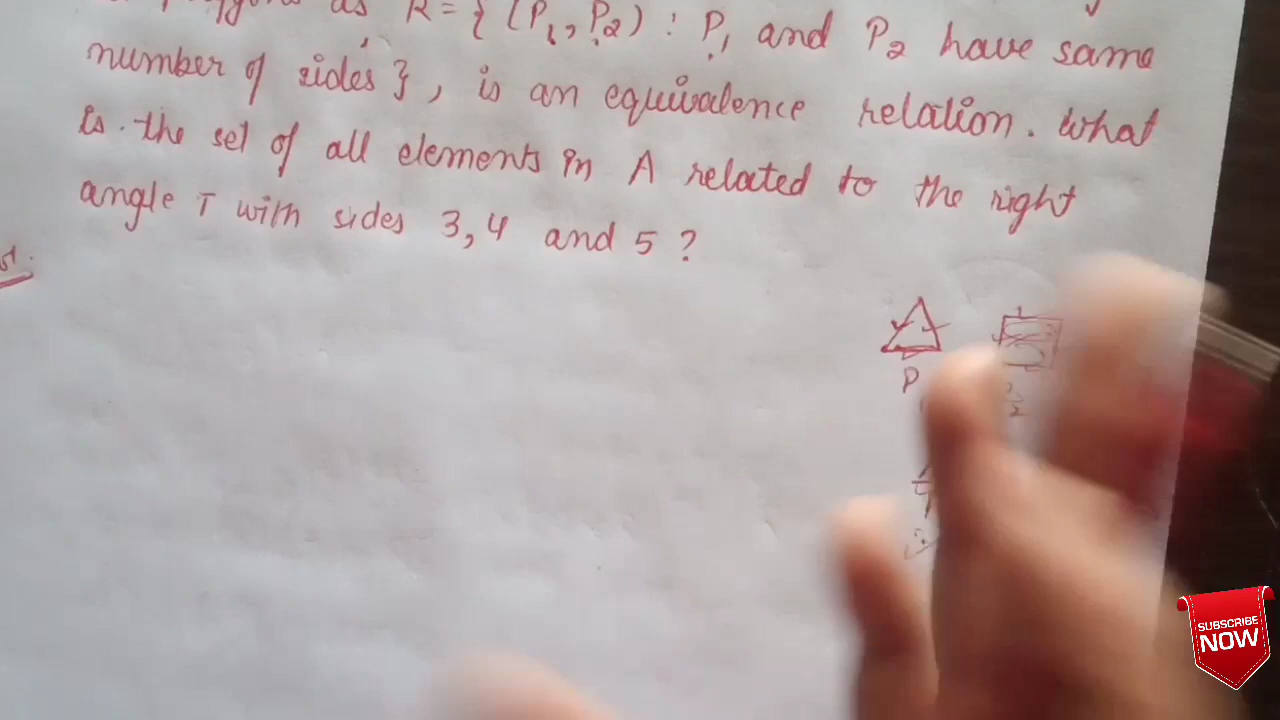 as R = { (P1, P2) : P1 and P2 have same
number of sides }, is an equivalence relation. What
is the set of all elements in A related to the right
angle T with sides 3, 4 and 5 ?
P
SUBSCRIBE
NOW